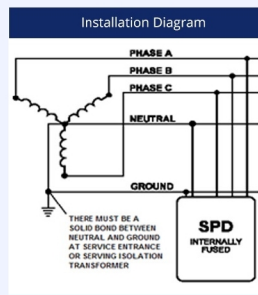 Installation Diagram
PHASE A
PHASE B
PHASE C
NEUTRAL
GROUND
THERE MUST BE A
SOLID BOND BETWEEN
NEUTRAL AND GROUND
AT SERVICE ENTRANCE
OR SERVING ISOLATION
TRANSFORMER
SPD
INTERNALLY
FUSED